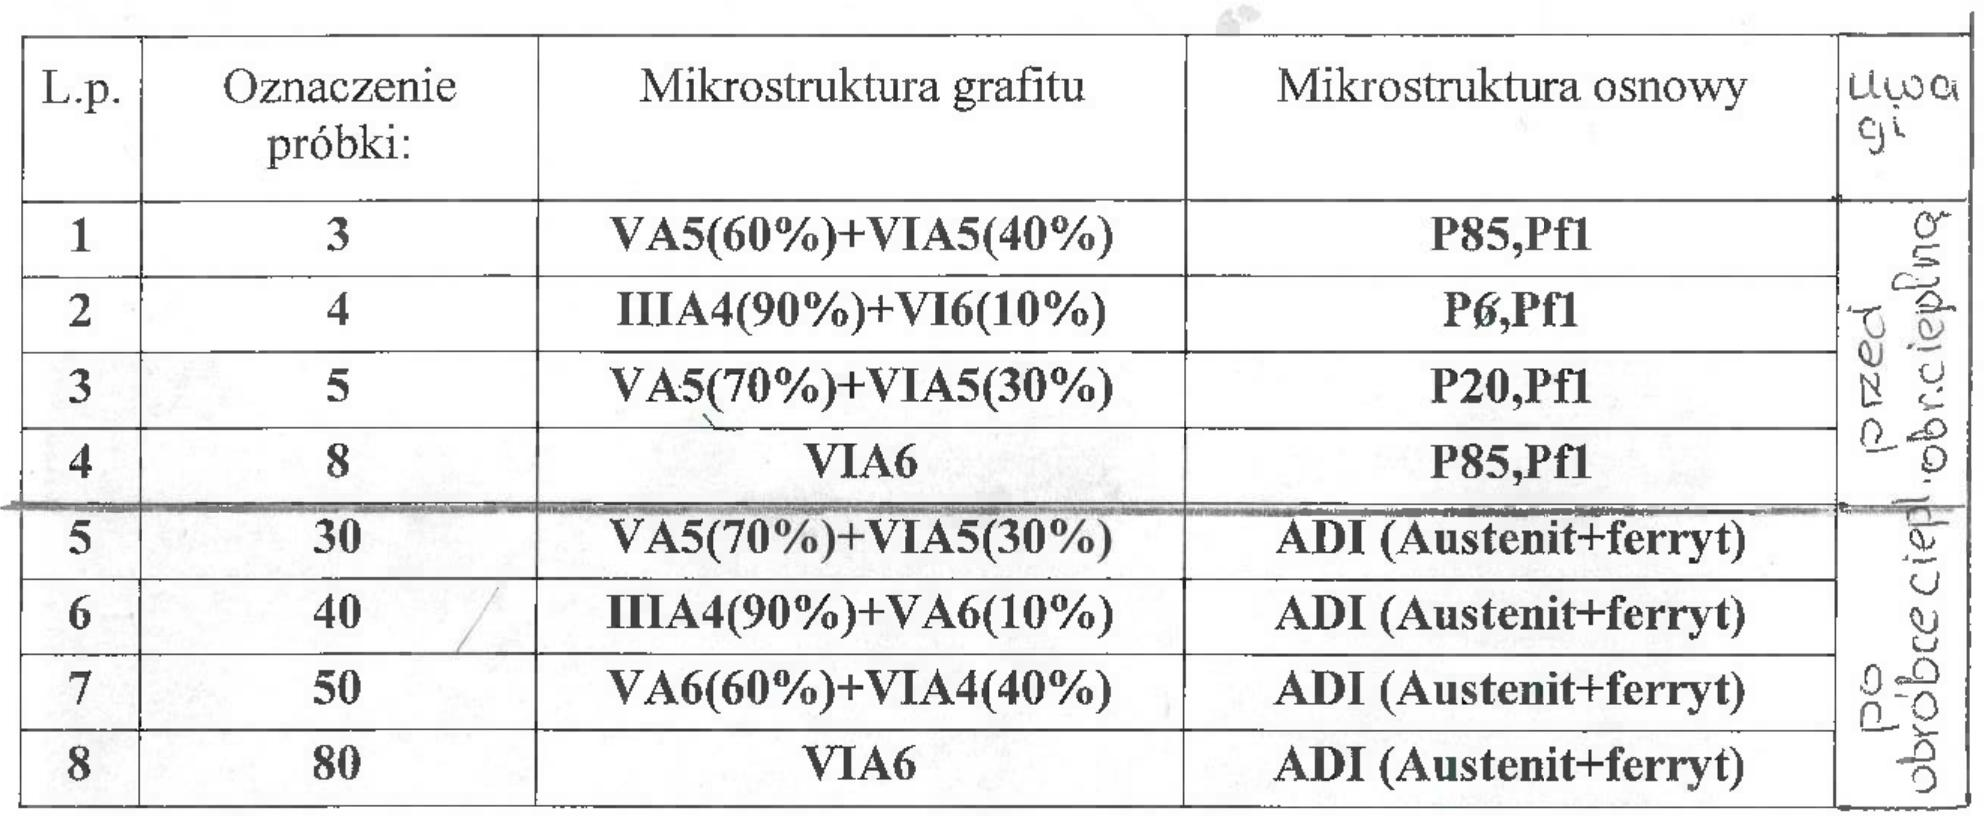 L.p. Oznaczenie próbki: Mikrostruktura grafitu Mikrostruktura osnowy Uwagi
1 3 VA5(60%)+VIA5(40%) P85,Pf1
2 4 IIIA4(90%)+VI6(10%) P6,Pf1
3 5 VA5(70%)+VIA5(30%) P20,Pf1
4 8 VIA6 P85,Pf1
przed obr.cieplną
5 30 VA5(70%)+VIA5(30%) ADI (Austenit+ferryt)
6 40 IIIA4(90%)+VA6(10%) ADI (Austenit+ferryt)
7 50 VA6(60%)+VIA4(40%) ADI (Austenit+ferryt)
8 80 VIA6 ADI (Austenit+ferryt)
po obróbce ciepl.